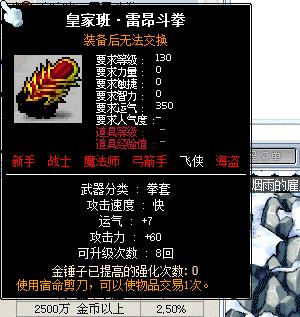 皇家班·雷昂斗拳
装备后无法交换
要求等级: 130
要求力量: 0
要求敏捷: 0
要求智力: 0
要求运气: 350
要求人气度: -
道具等级: -
道具经验值: -
新手 战士 魔法师 弓箭手 飞侠 海盗
武器分类 : 拳套
攻击速度 : 快
运气 : +7
攻击力 : +60
可升级次数 : 8回
金锤子已提高的强化次数: 0
使用宿命剪刀，可以使物品交易1次。
烟雨的雇
2500万 金币以上 2,50%